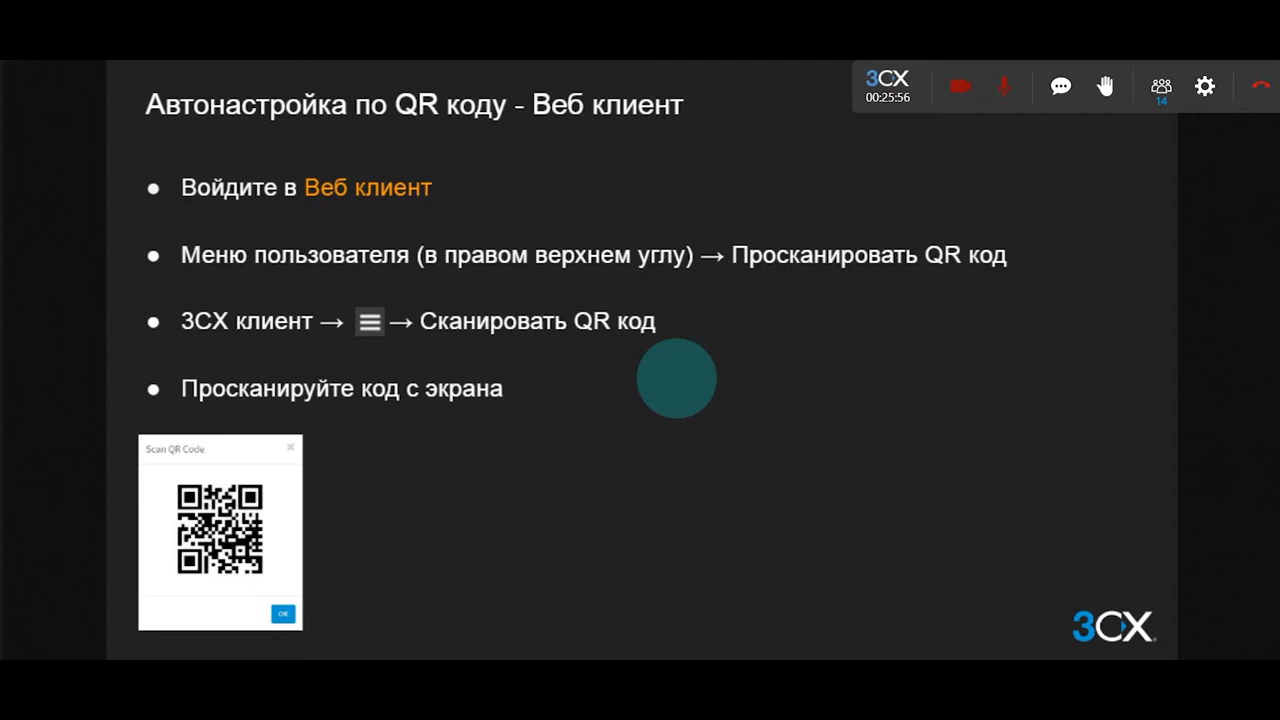 3CX
00:25:56
14
Автонастройка по QR коду - Веб клиент
● Войдите в Веб клиент
● Меню пользователя (в правом верхнем углу) → Просканировать QR код
● 3CX клиент → ☰ → Сканировать QR код
● Просканируйте код с экрана
Scan QR Code
OK
3CX